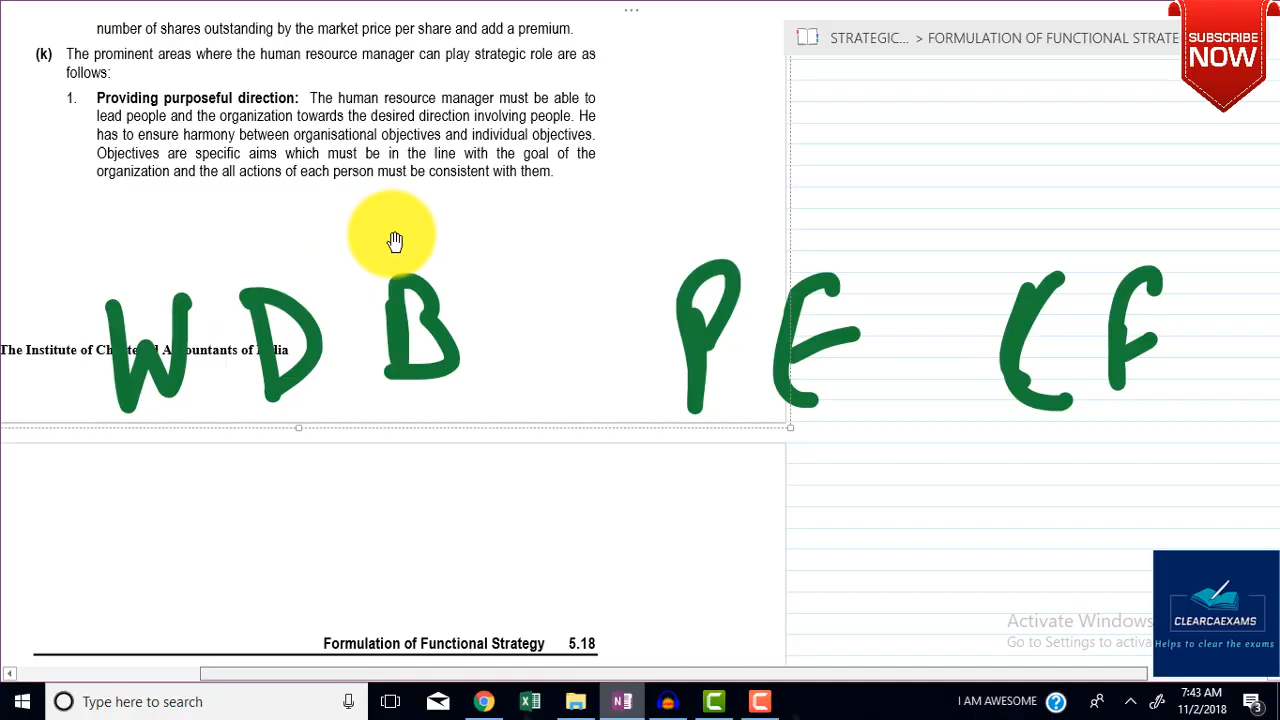 number of shares outstanding by the market price per share and add a premium.
(k) The prominent areas where the human resource manager can play strategic role are as
follows:
1. Providing purposeful direction: The human resource manager must be able to
lead people and the organization towards the desired direction involving people. He
has to ensure harmony between organisational objectives and individual objectives.
Objectives are specific aims which must be in the line with the goal of the
organization and the all actions of each person must be consistent with them.
STRATEGIC... > FORMULATION OF FUNCTIONAL STRATE
SUBSCRIBE
NOW
W D B P E C F
The Institute of Chartered Accountants of India
Formulation of Functional Strategy 5.18
Activate Windows
Go to Settings to activa
CLEARCAEXAMS
Helps to clear the exams
Type here to search
I AM AWESOME
7:43 AM
11/2/2018
3